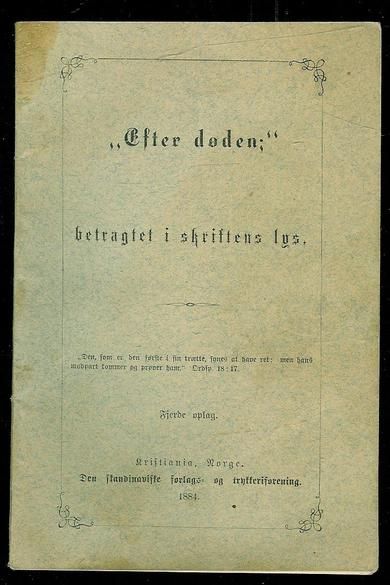 „Efter døden;“
betragtet i skriftens lys.
„Den, som er den første i sin trætte, synes at have ret; men hans
modpart kommer og prøver ham.“ Ordsp. 18:17.
Fjerde oplag.
Kristiania, Norge.
Den skandinaviske forlags- og trykkeriforening.
1884.